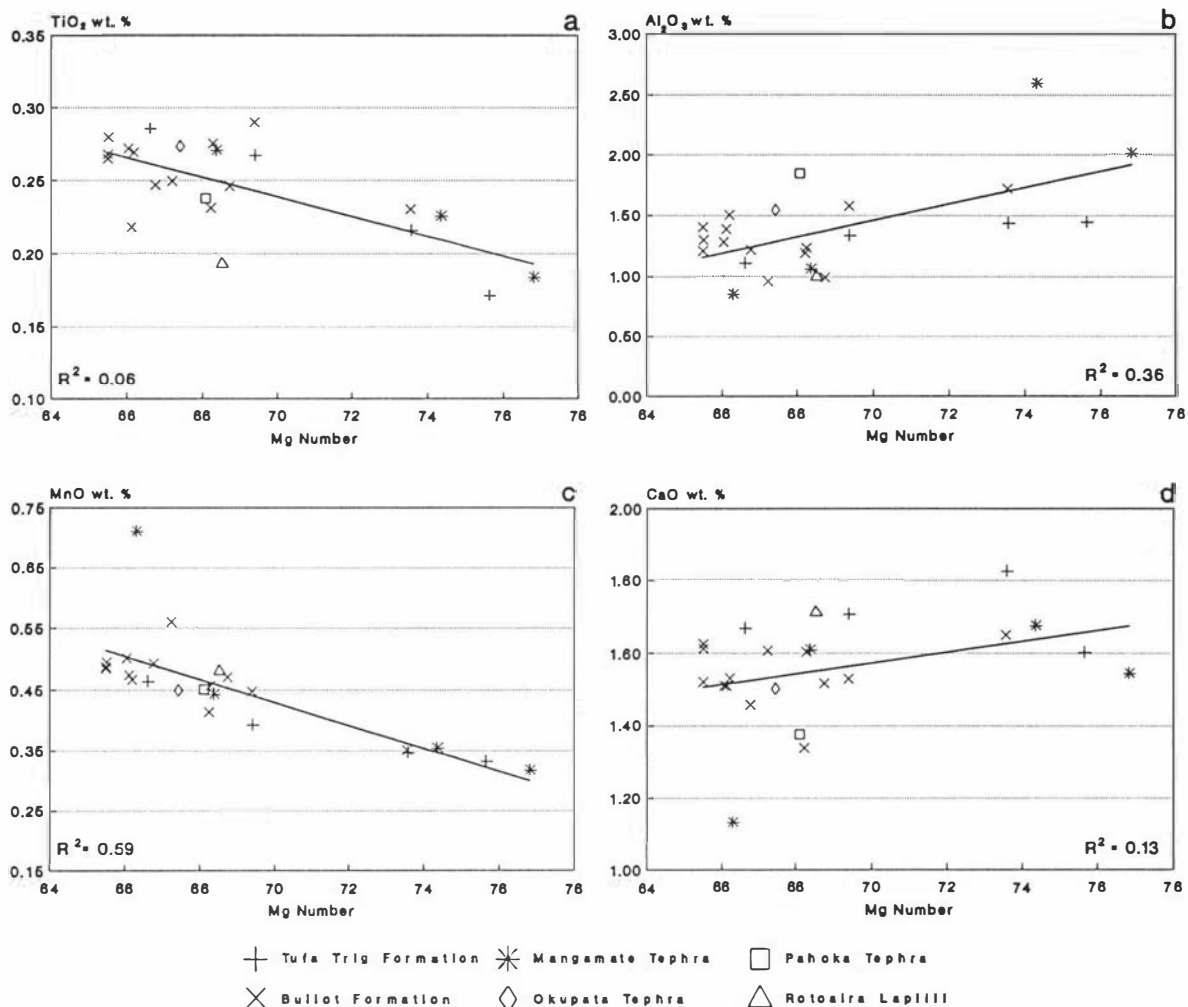 TiO2 wt. %
a
0.35
0.30
0.25
0.20
0.15
0.10
R2 = 0.06
64 66 68 70 72 74 76 78
Mg Number
Al2O3 wt. %
b
3.00
2.50
2.00
1.50
1.00
0.50
0.00
R2 = 0.36
64 66 68 70 72 74 76 78
Mg Number
MnO wt. %
c
0.75
0.65
0.55
0.45
0.35
0.25
0.15
R2 = 0.59
64 66 68 70 72 74 76 78
Mg Number
CaO wt. %
d
2.00
1.80
1.60
1.40
1.20
1.00
R2 = 0.13
64 66 68 70 72 74 76 78
Mg Number
Tufa Trig Formation Mangamate Tephra Pahoka Tephra
Bullot Formation Okupata Tephra Rotoaira Lapilli